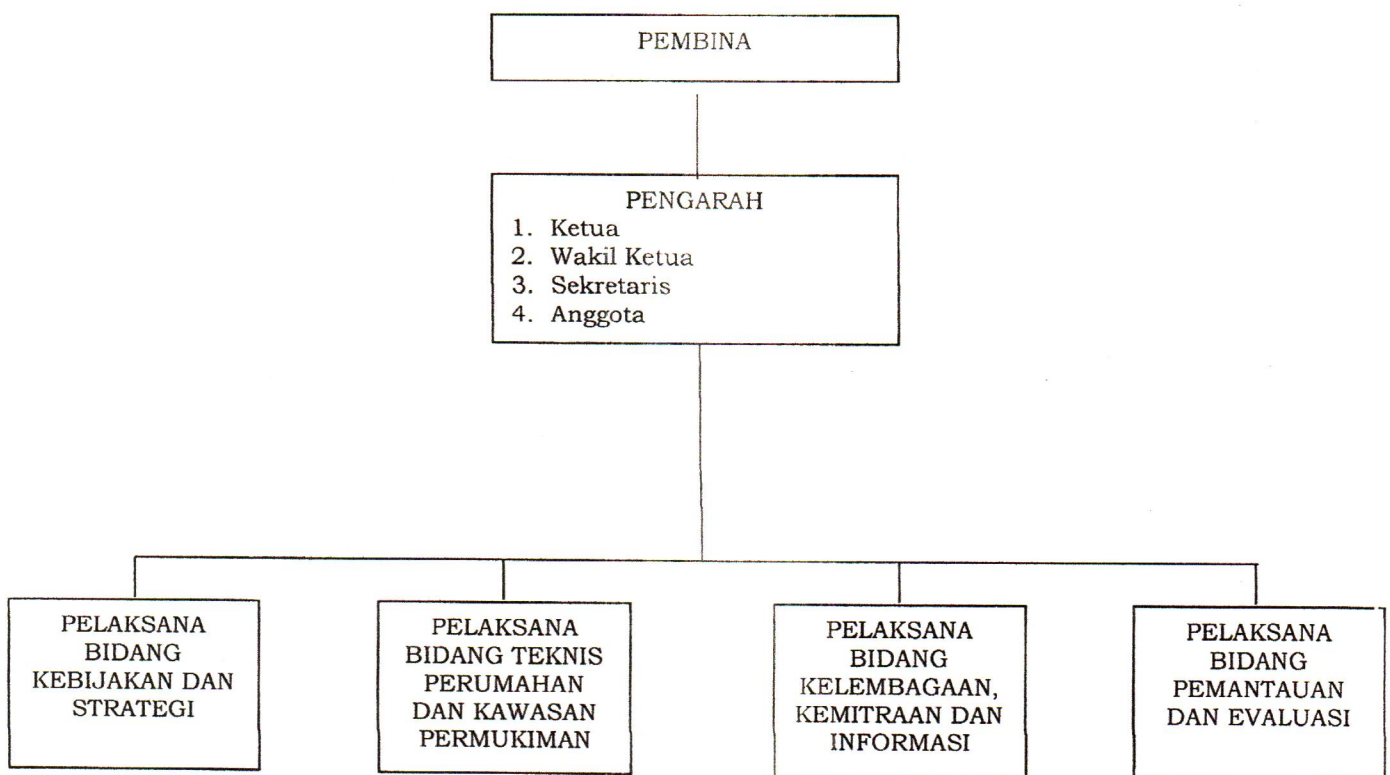 PEMBINA
PENGARAH
1. Ketua
2. Wakil Ketua
3. Sekretaris
4. Anggota
PELAKSANA
BIDANG
KEBIJAKAN DAN
STRATEGI
PELAKSANA
BIDANG TEKNIS
PERUMAHAN
DAN KAWASAN
PERMUKIMAN
PELAKSANA
BIDANG
KELEMBAGAAN,
KEMITRAAN DAN
INFORMASI
PELAKSANA
BIDANG
PEMANTAUAN
DAN EVALUASI